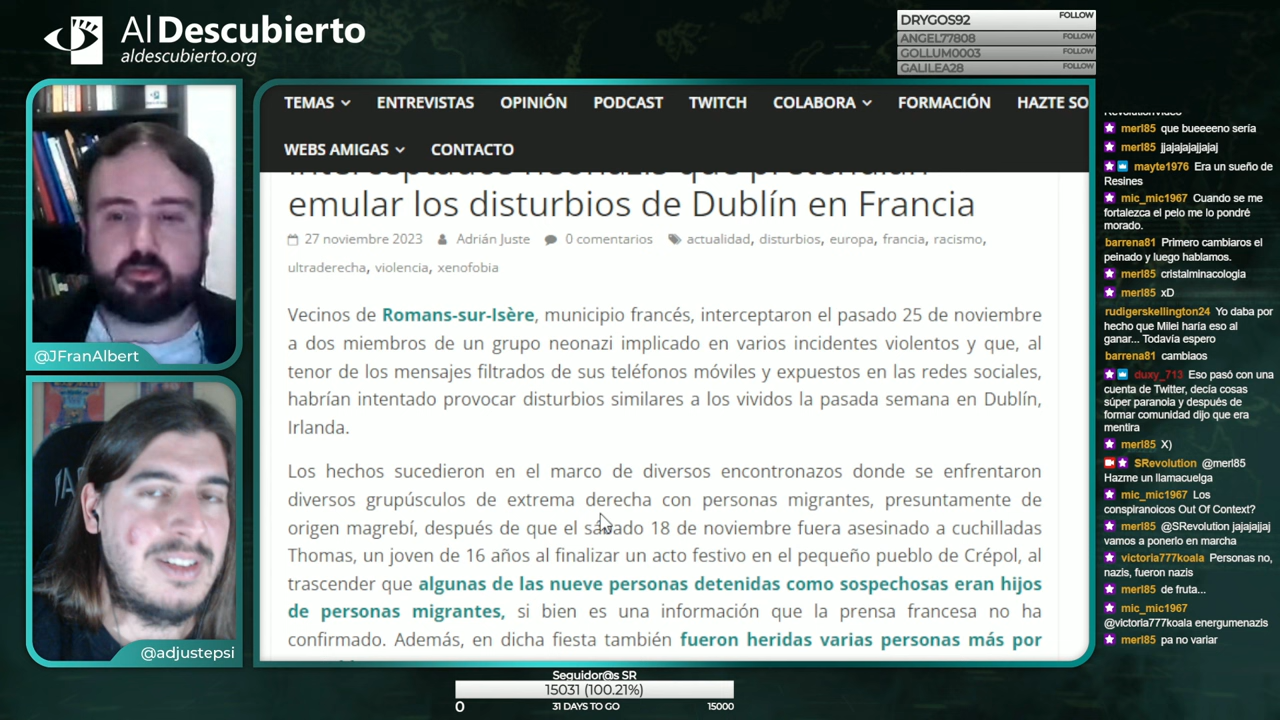 Al Descubierto
aldescubierto.org
DRYGOS92 FOLLOW
ANGEL77808 FOLLOW
GOLLUM0003 FOLLOW
GALILEA28 FOLLOW
@JFranAlbert
@adjustepsi
TEMAS ENTREVISTAS OPINIÓN PODCAST TWITCH COLABORA FORMACIÓN HAZTE SO
WEBS AMIGAS CONTACTO
Interceptados neonazis que pretendían
emular los disturbios de Dublín en Francia
27 noviembre 2023 Adrián Juste 0 comentarios actualidad, disturbios, europa, francia, racismo,
ultraderecha, violencia, xenofobia
Vecinos de Romans-sur-Isère, municipio francés, interceptaron el pasado 25 de noviembre
a dos miembros de un grupo neonazi implicado en varios incidentes violentos y que, al
tenor de los mensajes filtrados de sus teléfonos móviles y expuestos en las redes sociales,
habrían intentado provocar disturbios similares a los vividos la pasada semana en Dublín,
Irlanda.
Los hechos sucedieron en el marco de diversos encontronazos donde se enfrentaron
diversos grupúsculos de extrema derecha con personas migrantes, presuntamente de
origen magrebí, después de que el sábado 18 de noviembre fuera asesinado a cuchilladas
Thomas, un joven de 16 años al finalizar un acto festivo en el pequeño pueblo de Crépol, al
trascender que algunas de las nueve personas detenidas como sospechosas eran hijos
de personas migrantes, si bien es una información que la prensa francesa no ha
confirmado. Además, en dicha fiesta también fueron heridas varias personas más por
RevolutionVideo
merl85 que bueeeeno sería
merl85 jjajajajajjajaj
mayte1976 Era un sueño de
Resines
mic_mic1967 Cuando se me
fortalezca el pelo me lo pondré
morado.
barrena81 Primero cambiaros el
peinado y luego hablamos.
merl85 cristalminacologia
merl85 xD
rudigerskellington24 Yo daba por
hecho que Milei haría eso al
ganar... Todavía espero
barrena81 cambiaos
duxy_713 Eso pasó con una
cuenta de Twitter, decía cosas
súper paranoia y después de
formar comunidad dijo que era
mentira
merl85 X)
SRevolution @merl85
Hazme un llamacuelga
mic_mic1967 Los
conspiranoicos Out Of Context?
merl85 @SRevolution jajajajjaj
vamos a ponerlo en marcha
victoria777koala Personas no,
nazis, fueron nazis
merl85 de fruta...
mic_mic1967
@victoria777koala energumenazis
merl85 pa no variar
Seguidor@s SR
15031 (100.21%)
0 31 DAYS TO GO 15000